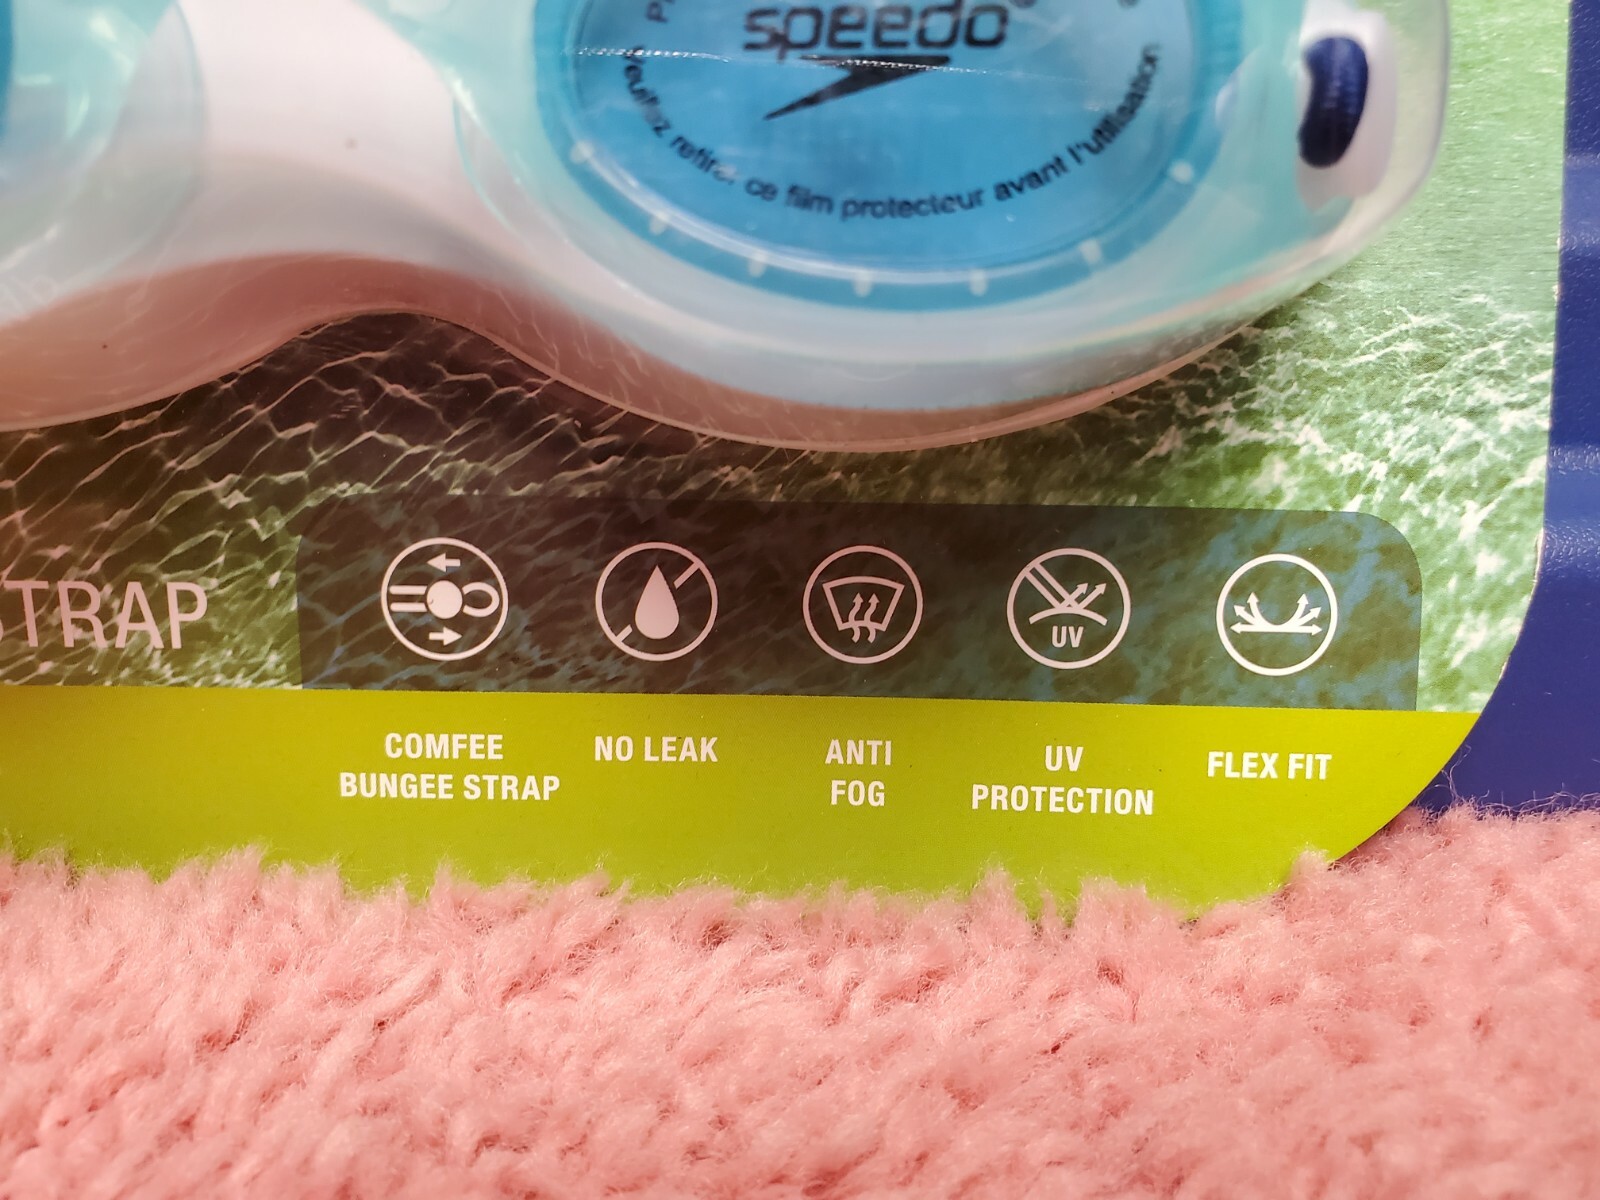 speedo
Veuillez retirer ce film protecteur avant l'utilisation
STRAP
UV
COMFEE
BUNGEE STRAP
NO LEAK
ANTI
FOG
UV
PROTECTION
FLEX FIT